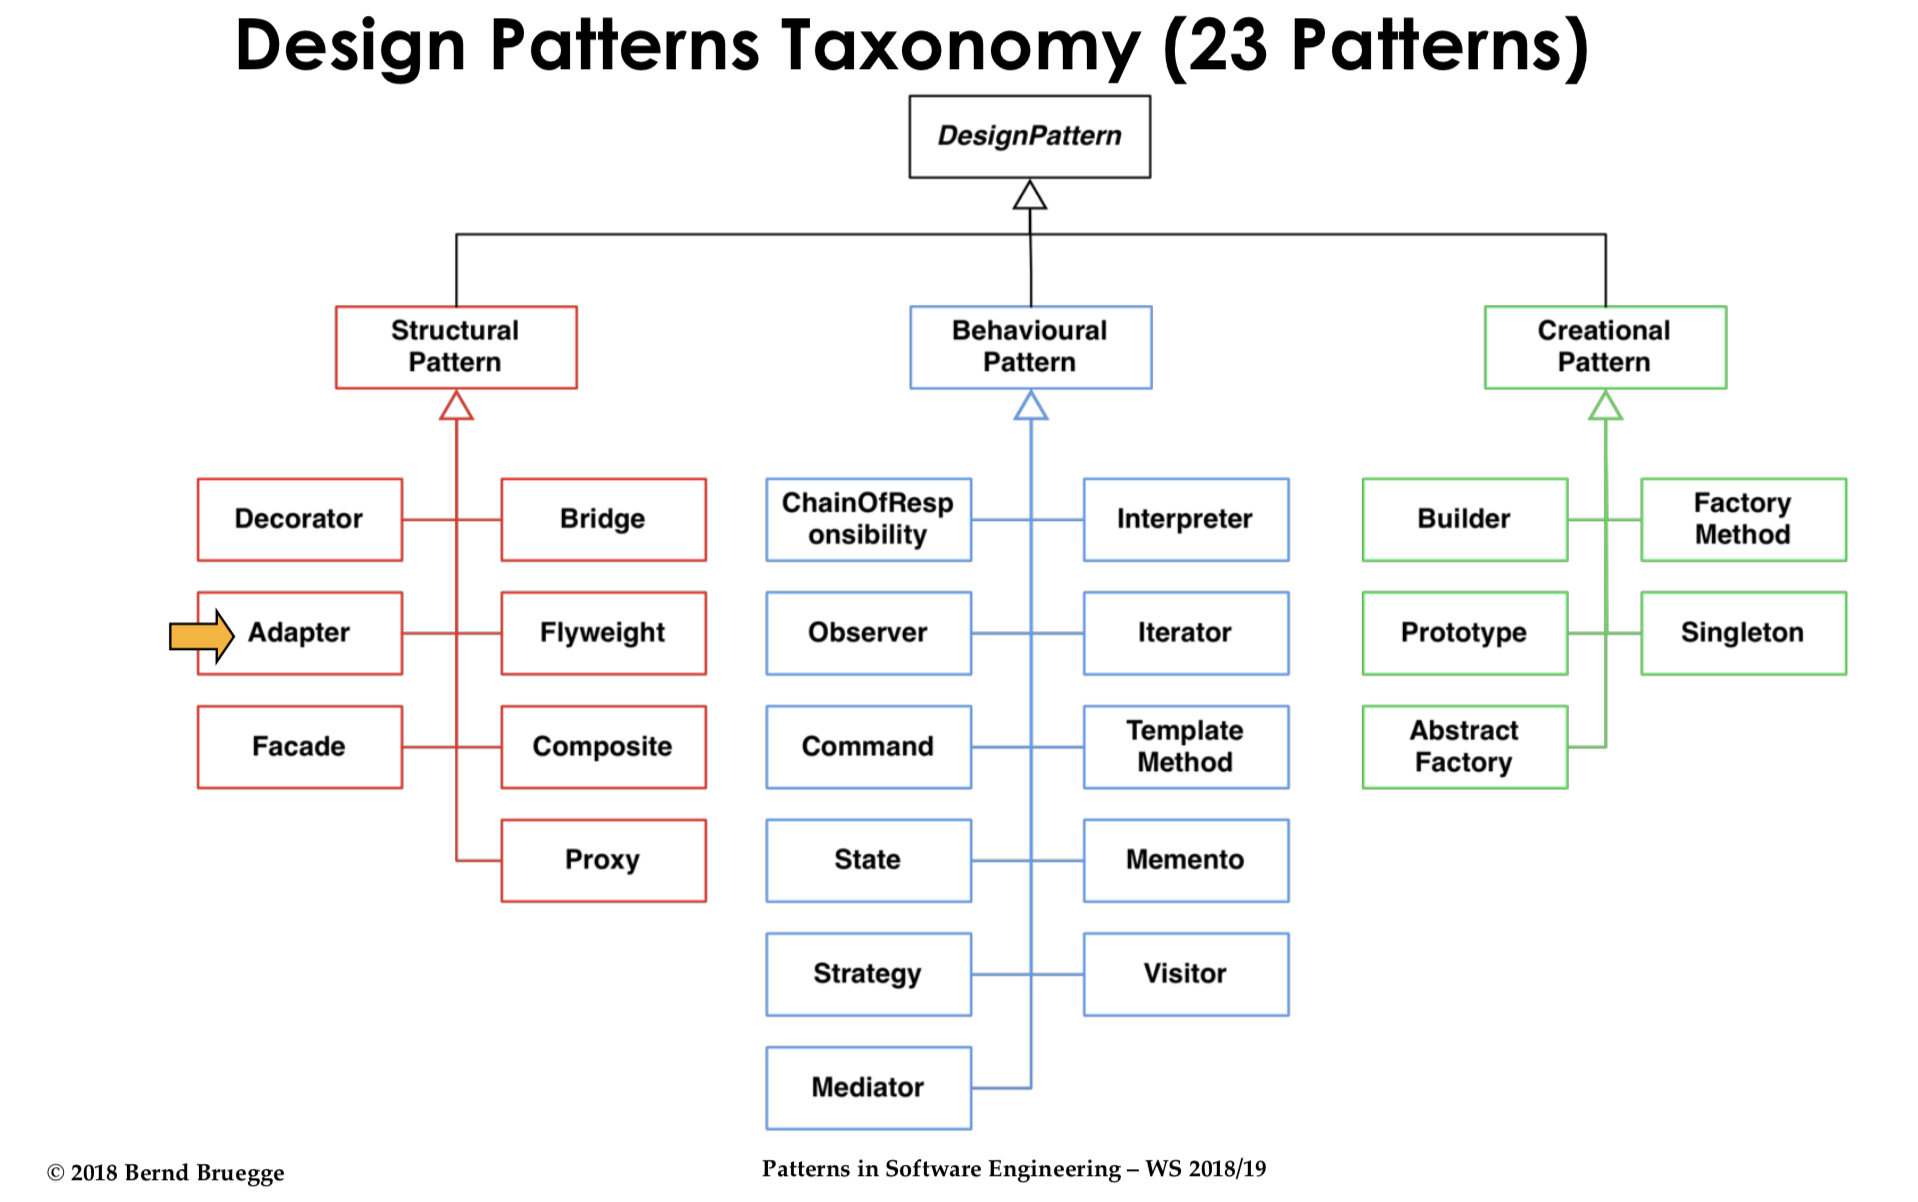 Design Patterns Taxonomy (23 Patterns)
DesignPattern
Structural
Pattern
Behavioural
Pattern
Creational
Pattern
Decorator
Bridge
Adapter
Flyweight
Facade
Composite
Proxy
ChainOfResp
onsibility
Interpreter
Observer
Iterator
Command
Template
Method
State
Memento
Strategy
Visitor
Mediator
Builder
Factory
Method
Prototype
Singleton
Abstract
Factory
© 2018 Bernd Bruegge
Patterns in Software Engineering – WS 2018/19